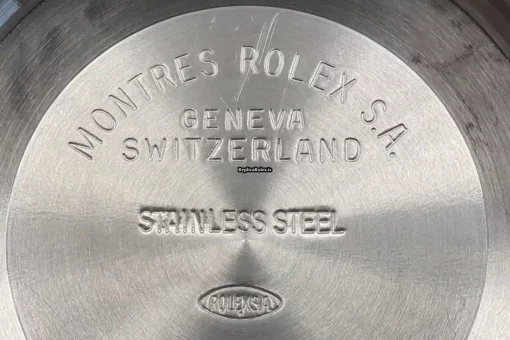 MONTRES ROLEX S.A.
GENEVA
SWITZERLAND
STAINLESS STEEL
ROLEX S.A